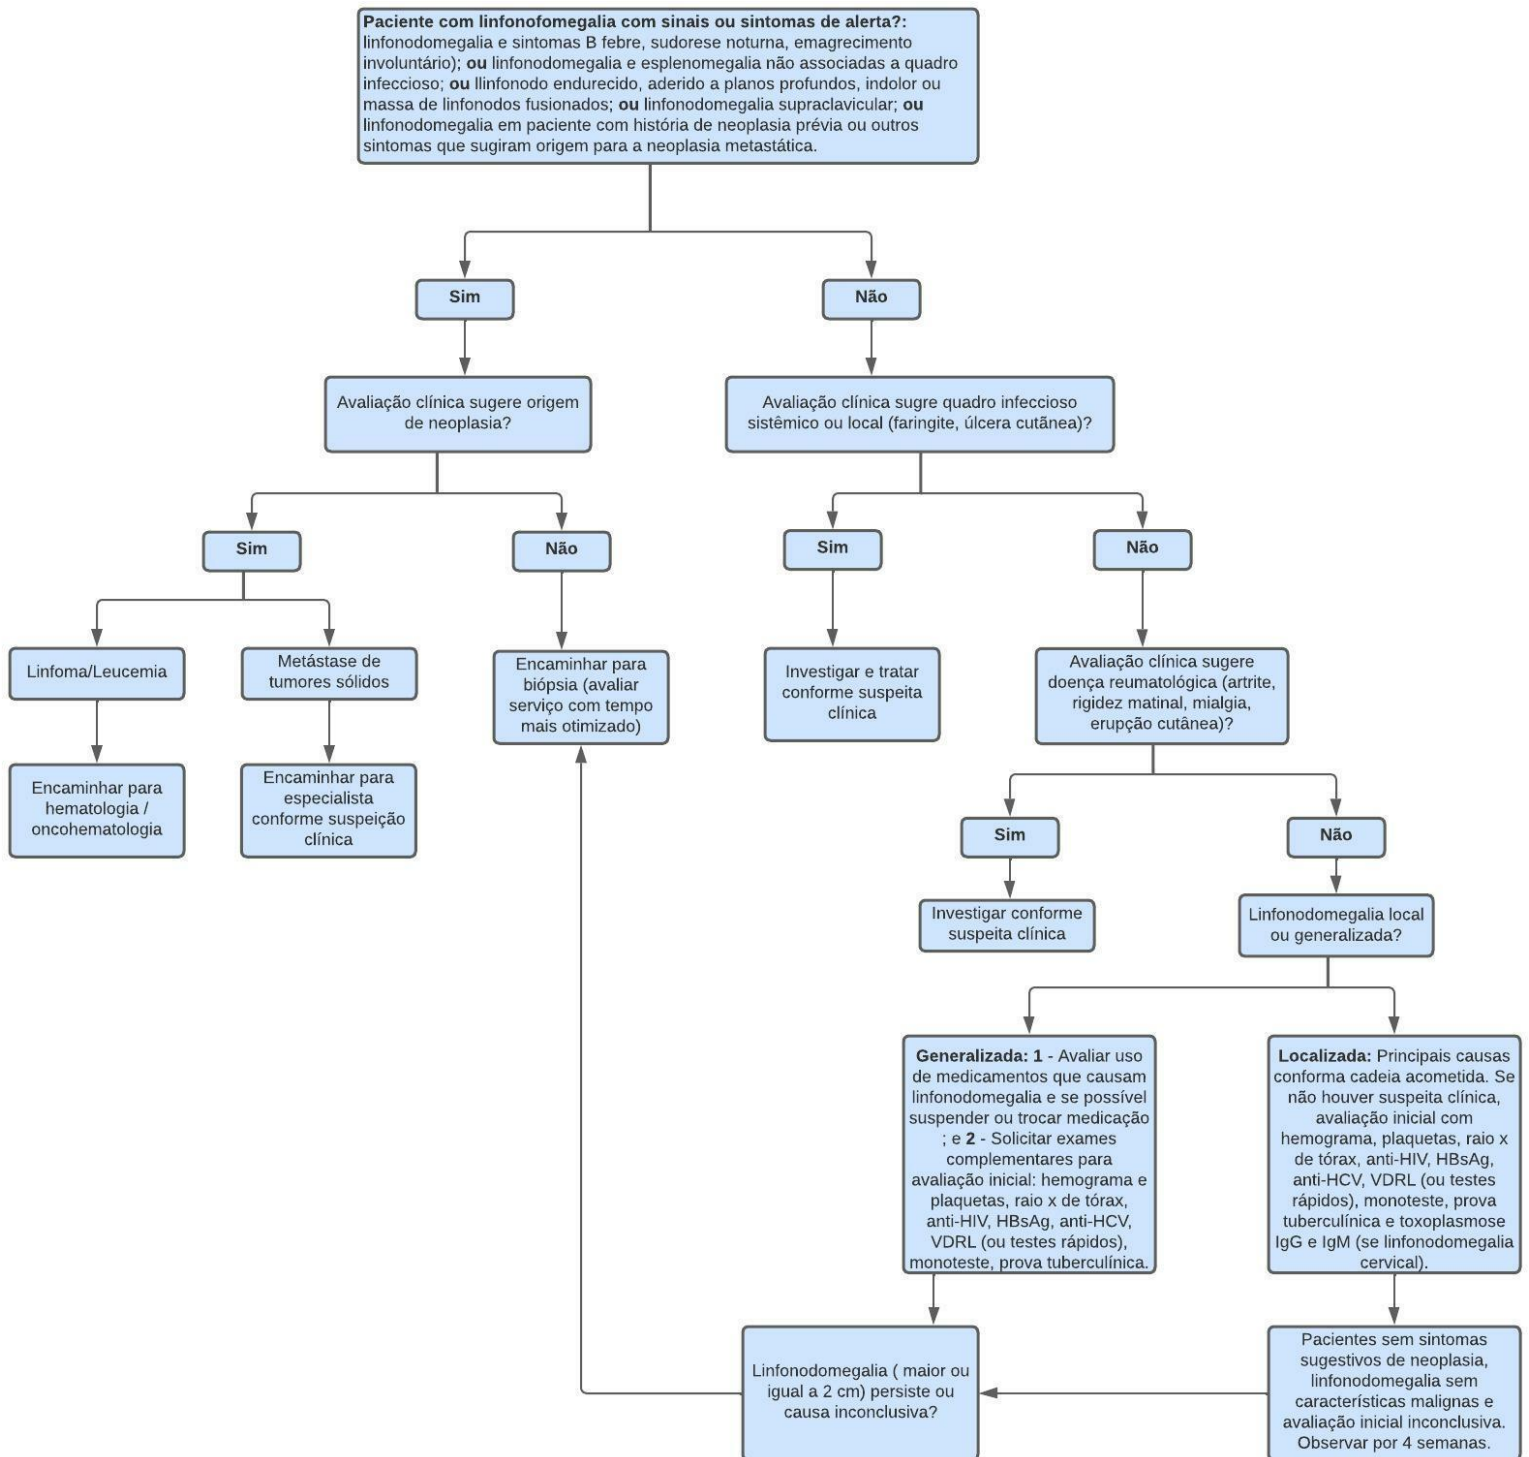 Paciente com linfonofomegalia com sinais ou sintomas de alerta?:
linfonodomegalia e sintomas B febre, sudorese noturna, emagrecimento
involuntário); ou linfonodomegalia e esplenomegalia não associadas a quadro
infeccioso; ou llinfonodo endurecido, aderido a planos profundos, indolor ou
massa de linfonodos fusionados; ou linfonodomegalia supraclavicular; ou
linfonodomegalia em paciente com história de neoplasia prévia ou outros
sintomas que sugiram origem para a neoplasia metastática.
Sim
Não
Avaliação clínica sugere origem
de neoplasia?
Avaliação clínica sugre quadro infeccioso
sistêmico ou local (faringite, úlcera cutãnea)?
Sim
Não
Sim
Não
Linfoma/Leucemia
Metástase de
tumores sólidos
Encaminhar para
biópsia (avaliar
serviço com tempo
mais otimizado)
Investigar e tratar
conforme suspeita
clínica
Avaliação clínica sugere
doença reumatológica (artrite,
rigidez matinal, mialgia,
erupção cutânea)?
Encaminhar para
hematologia /
oncohematologia
Encaminhar para
especialista
conforme suspeição
clínica
Sim
Não
Investigar conforme
suspeita clínica
Linfonodomegalia local
ou generalizada?
Generalizada: 1 - Avaliar uso
de medicamentos que causam
linfonodomegalia e se possível
suspender ou trocar medicação
; e 2 - Solicitar exames
complementares para
avaliação inicial: hemograma e
plaquetas, raio x de tórax,
anti-HIV, HBsAg, anti-HCV,
VDRL (ou testes rápidos),
monoteste, prova tuberculínica.
Localizada: Principais causas
conforma cadeia acometida. Se
não houver suspeita clínica,
avaliação inicial com
hemograma, plaquetas, raio x
de tórax, anti-HIV, HBsAg,
anti-HCV, VDRL (ou testes
rápidos), monoteste, prova
tuberculínica e toxoplasmose
IgG e IgM (se linfonodomegalia
cervical).
Linfonodomegalia ( maior ou
igual a 2 cm) persiste ou
causa inconclusiva?
Pacientes sem sintomas
sugestivos de neoplasia,
linfonodomegalia sem
características malignas e
avaliação inicial inconclusiva.
Observar por 4 semanas.